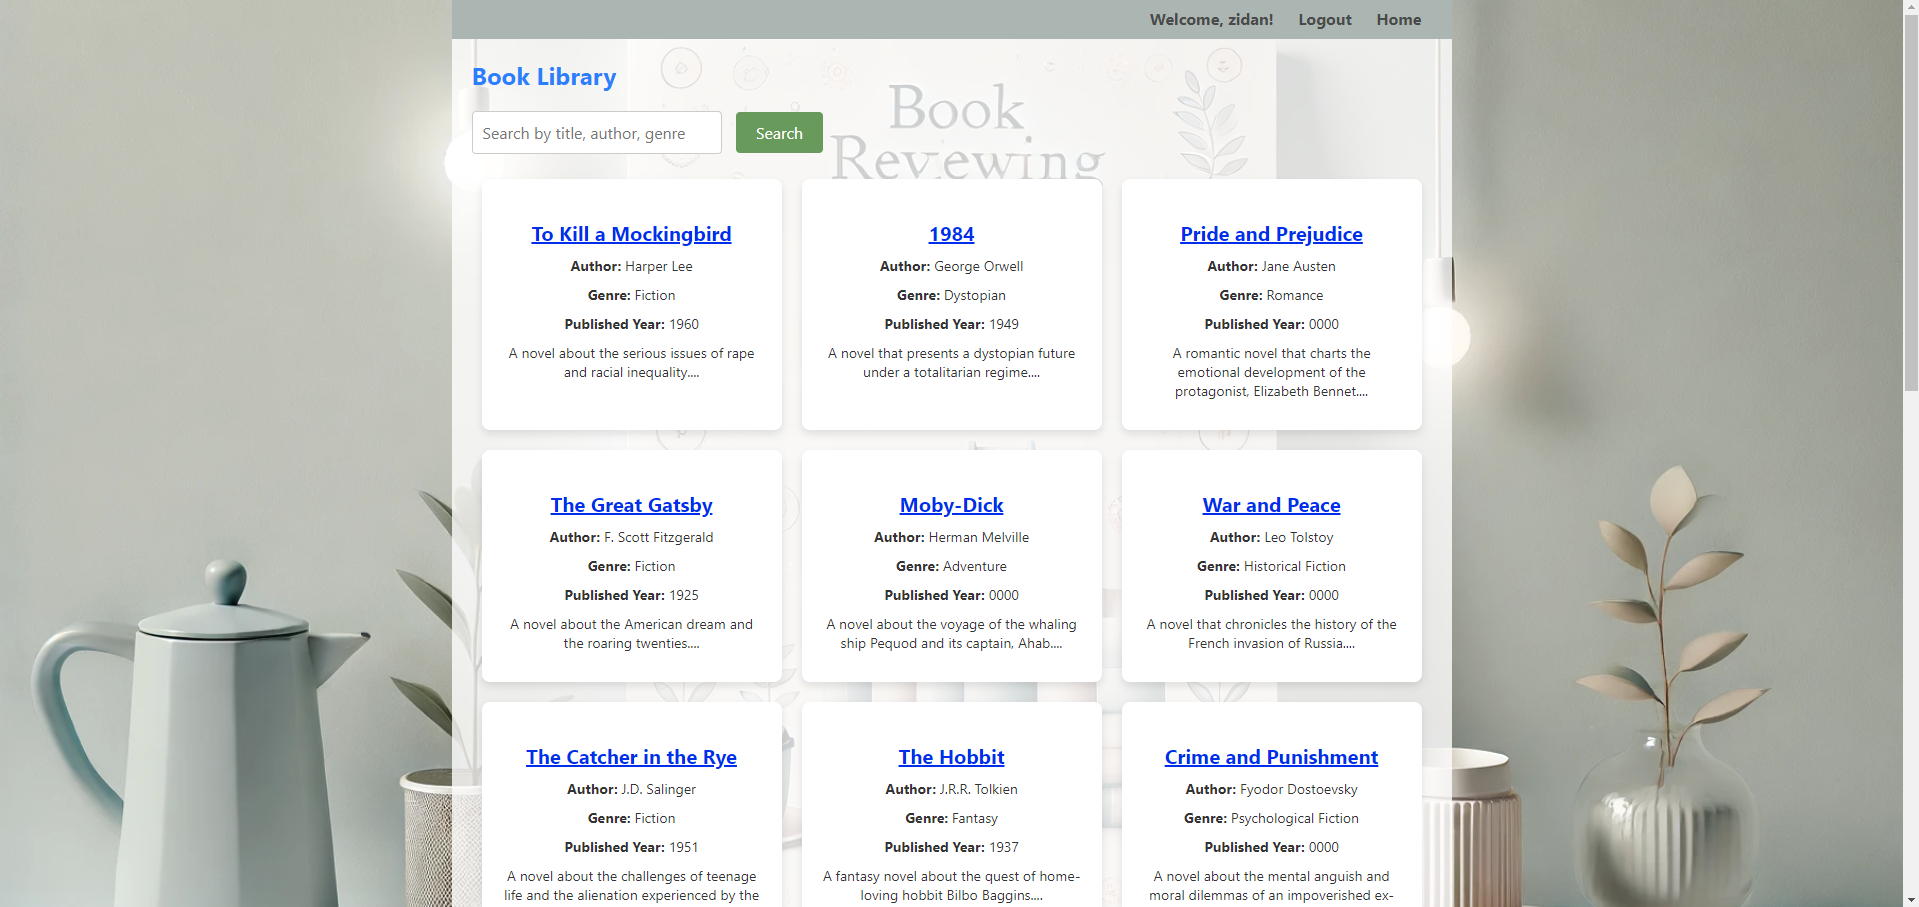 Welcome, zidan! Logout Home
Book Library
Search by title, author, genre
Search
Book
Revewing
To Kill a Mockingbird
Author: Harper Lee
Genre: Fiction
Published Year: 1960
A novel about the serious issues of rape
and racial inequality....
1984
Author: George Orwell
Genre: Dystopian
Published Year: 1949
A novel that presents a dystopian future
under a totalitarian regime....
Pride and Prejudice
Author: Jane Austen
Genre: Romance
Published Year: 0000
A romantic novel that charts the
emotional development of the
protagonist, Elizabeth Bennet....
The Great Gatsby
Author: F. Scott Fitzgerald
Genre: Fiction
Published Year: 1925
A novel about the American dream and
the roaring twenties....
Moby-Dick
Author: Herman Melville
Genre: Adventure
Published Year: 0000
A novel about the voyage of the whaling
ship Pequod and its captain, Ahab....
War and Peace
Author: Leo Tolstoy
Genre: Historical Fiction
Published Year: 0000
A novel that chronicles the history of the
French invasion of Russia....
The Catcher in the Rye
Author: J.D. Salinger
Genre: Fiction
Published Year: 1951
A novel about the challenges of teenage
life and the alienation experienced by the
The Hobbit
Author: J.R.R. Tolkien
Genre: Fantasy
Published Year: 1937
A fantasy novel about the quest of home-
loving hobbit Bilbo Baggins....
Crime and Punishment
Author: Fyodor Dostoevsky
Genre: Psychological Fiction
Published Year: 0000
A novel about the mental anguish and
moral dilemmas of an impoverished ex-